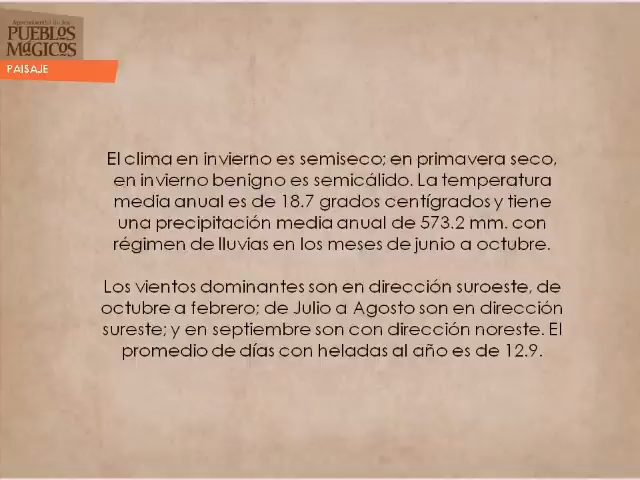 PUEBLOS
MÁGICOS
PAISAJE
El clima en invierno es semiseco; en primavera seco,
en invierno benigno es semicálido. La temperatura
media anual es de 18.7 grados centígrados y tiene
una precipitación media anual de 573.2 mm. con
régimen de lluvias en los meses de junio a octubre.
Los vientos dominantes son en dirección suroeste, de
octubre a febrero; de Julio a Agosto son en dirección
sureste; y en septiembre son con dirección noreste. El
promedio de días con heladas al año es de 12.9.